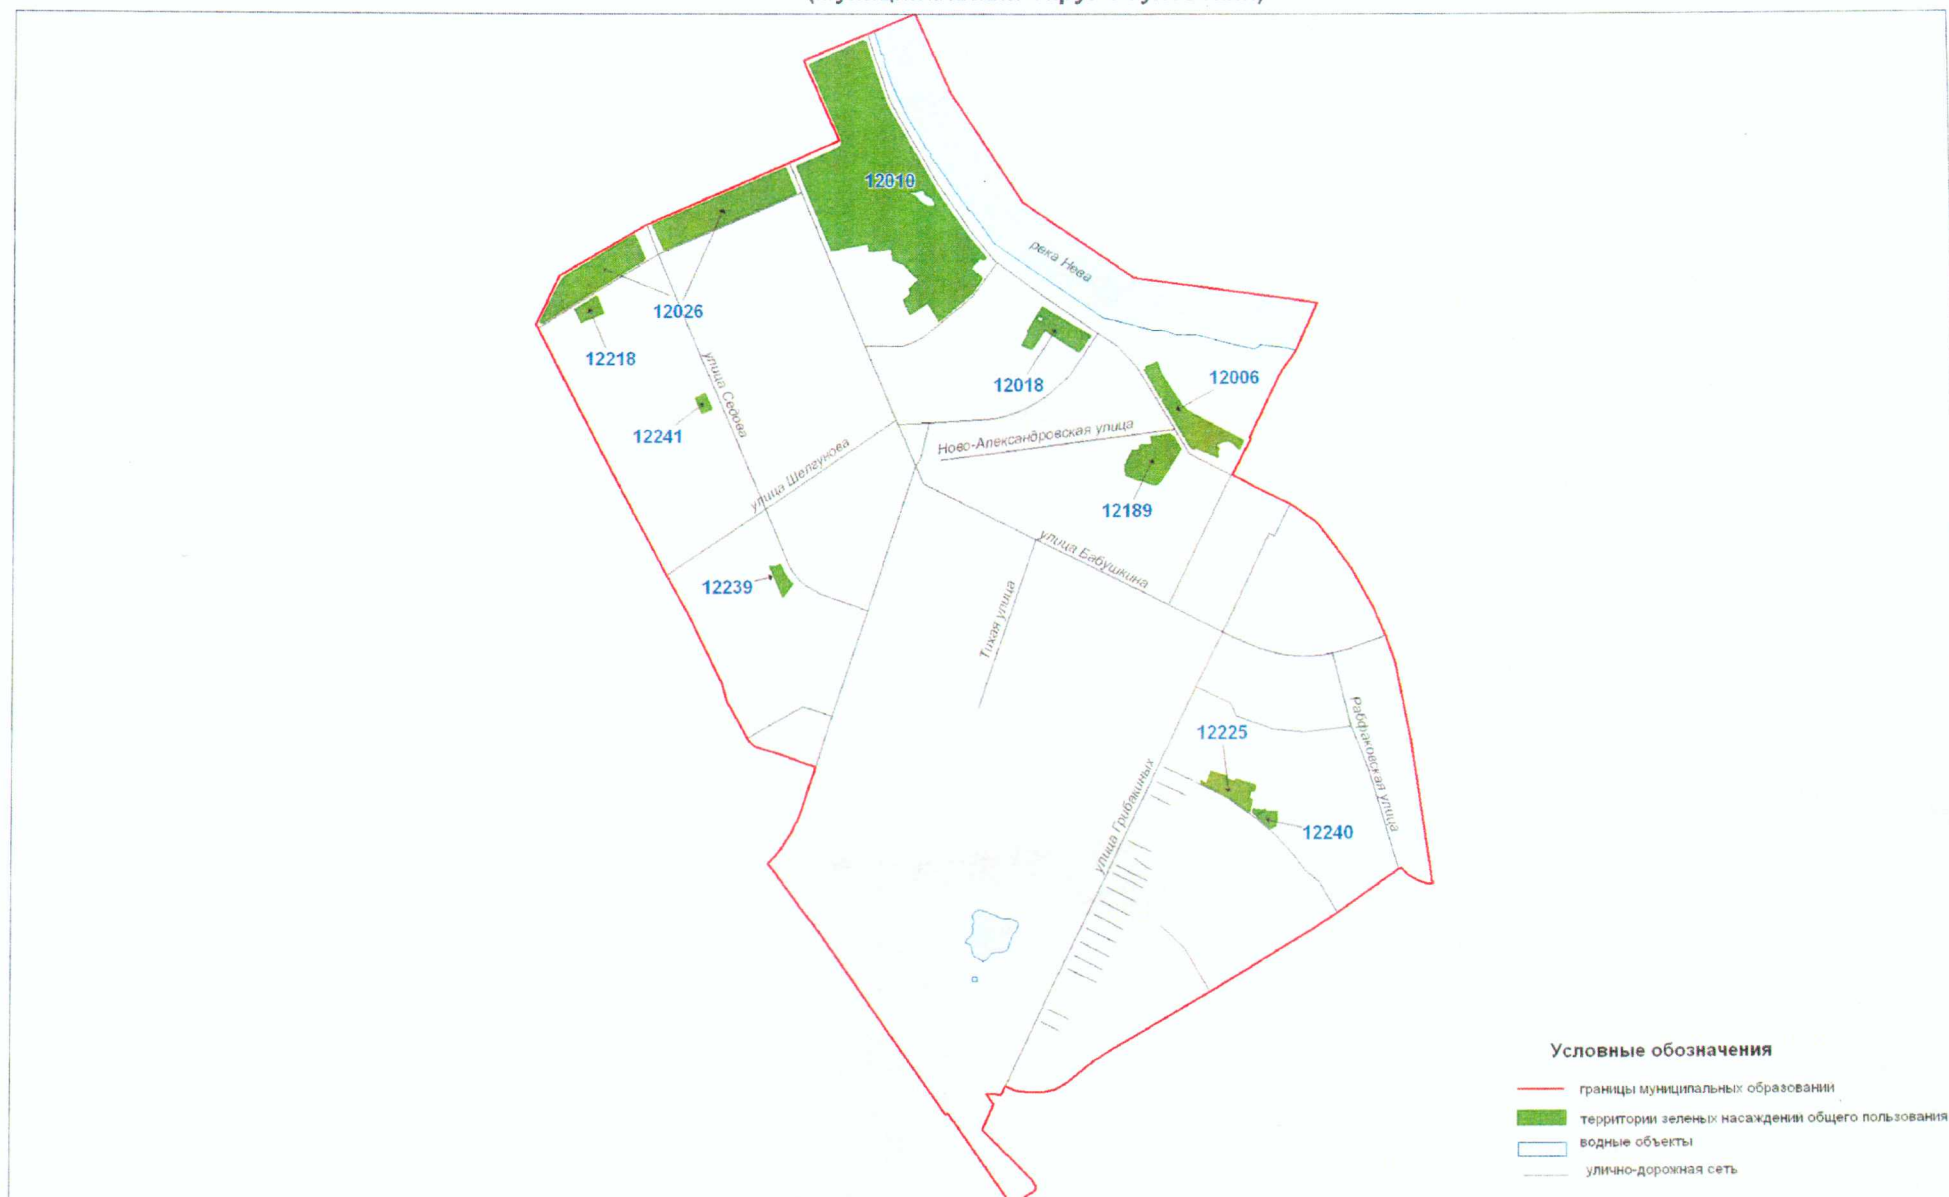 12010
река Нева
12026
12218
улица Седова
12018
12006
12241
Ново-Александровская улица
улица Шелгунова
12189
улица Бабушкина
12239
Тихая улица
12225
Рабфаковская улица
улица Грибакиных
12240
Условные обозначения
границы муниципальных образовании
территории зеленых насаждении общего пользования
водные объекты
улично-дорожная сеть